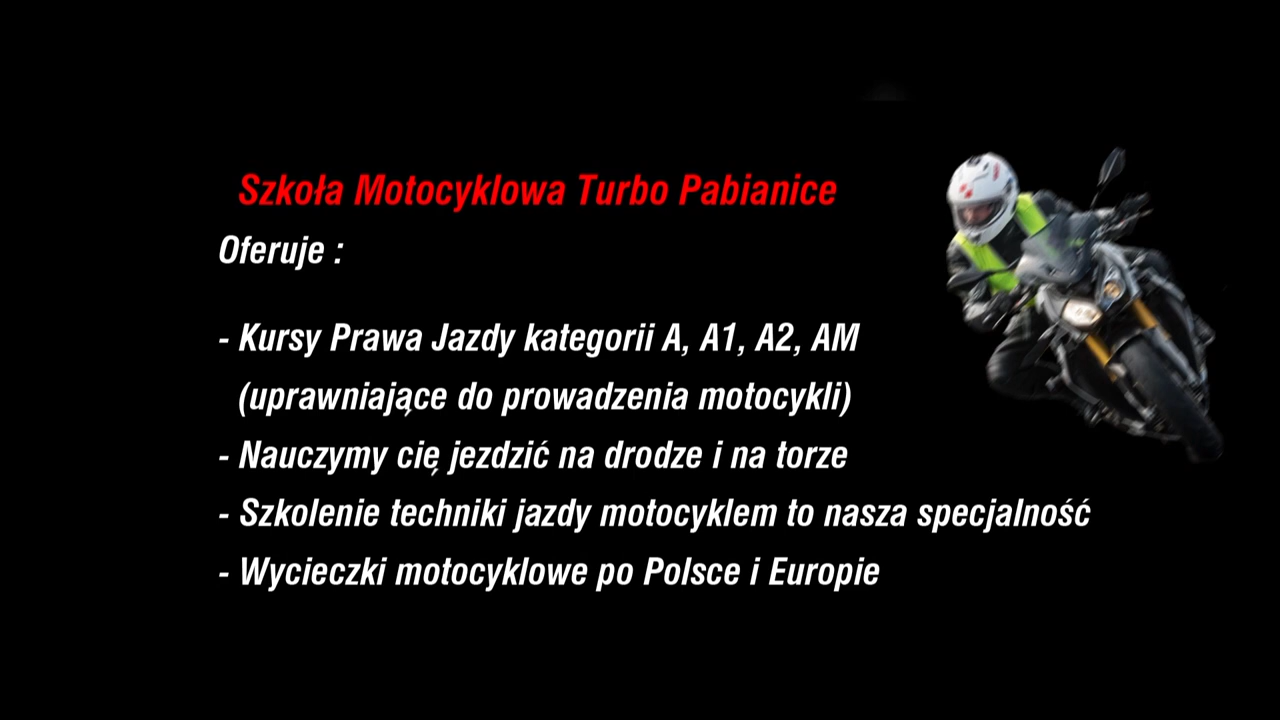 Szkoła Motocyklowa Turbo Pabianice
Oferuje :
- Kursy Prawa Jazdy kategorii A, A1, A2, AM
(uprawniające do prowadzenia motocykli)
- Nauczymy cię jezdzić na drodze i na torze
- Szkolenie techniki jazdy motocyklem to nasza specjalność
- Wycieczki motocyklowe po Polsce i Europie